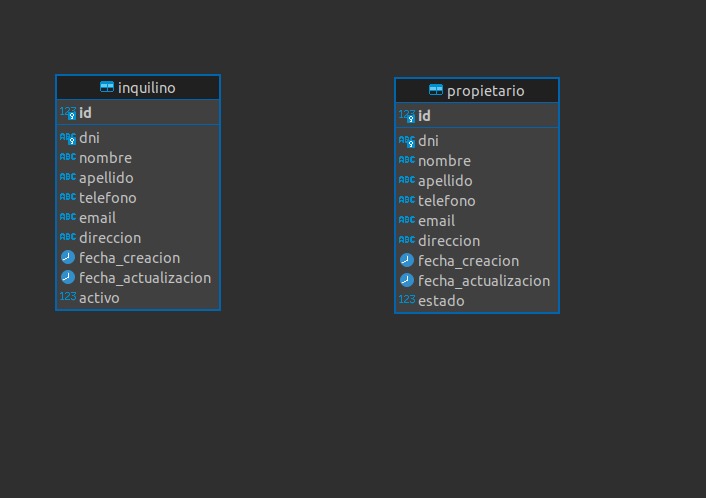 inquilino
123 id
ABC dni
ABC nombre
ABC apellido
ABC telefono
ABC email
ABC direccion
fecha_creacion
fecha_actualizacion
123 activo
propietario
123 id
ABC dni
ABC nombre
ABC apellido
ABC telefono
ABC email
ABC direccion
fecha_creacion
fecha_actualizacion
123 estado